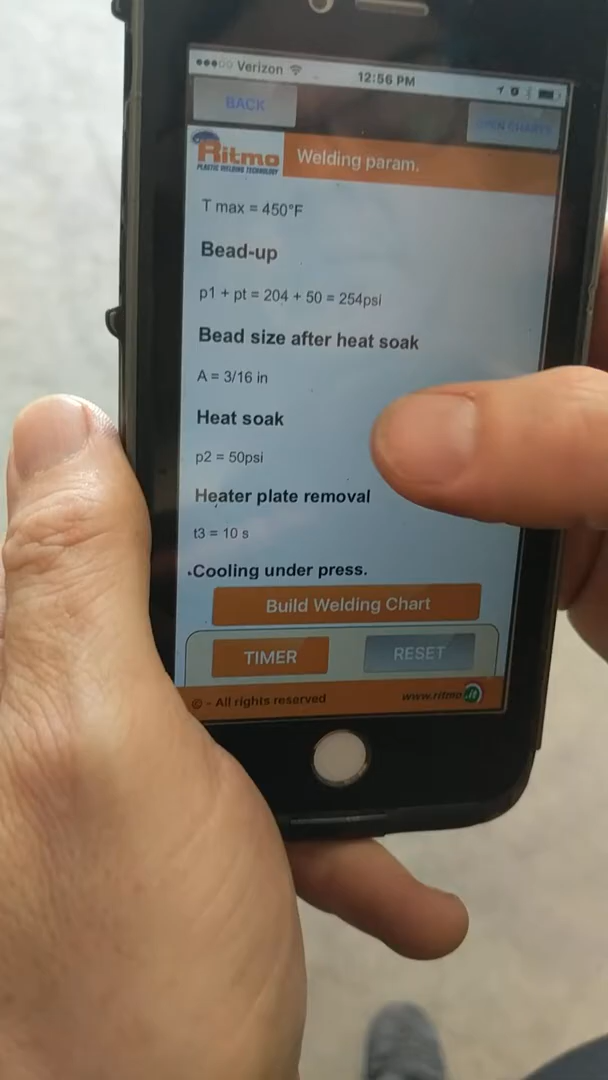 Verizon 12:56 PM
BACK
OPEN CHARTS
Ritmo
PLASTIC WELDING TECHNOLOGY
Welding param.
T max = 450°F
Bead-up
p1 + pt = 204 + 50 = 254psi
Bead size after heat soak
A = 3/16 in
Heat soak
p2 = 50psi
Heater plate removal
t3 = 10 s
Cooling under press.
Build Welding Chart
TIMER
RESET
© - All rights reserved
www.ritmo.it